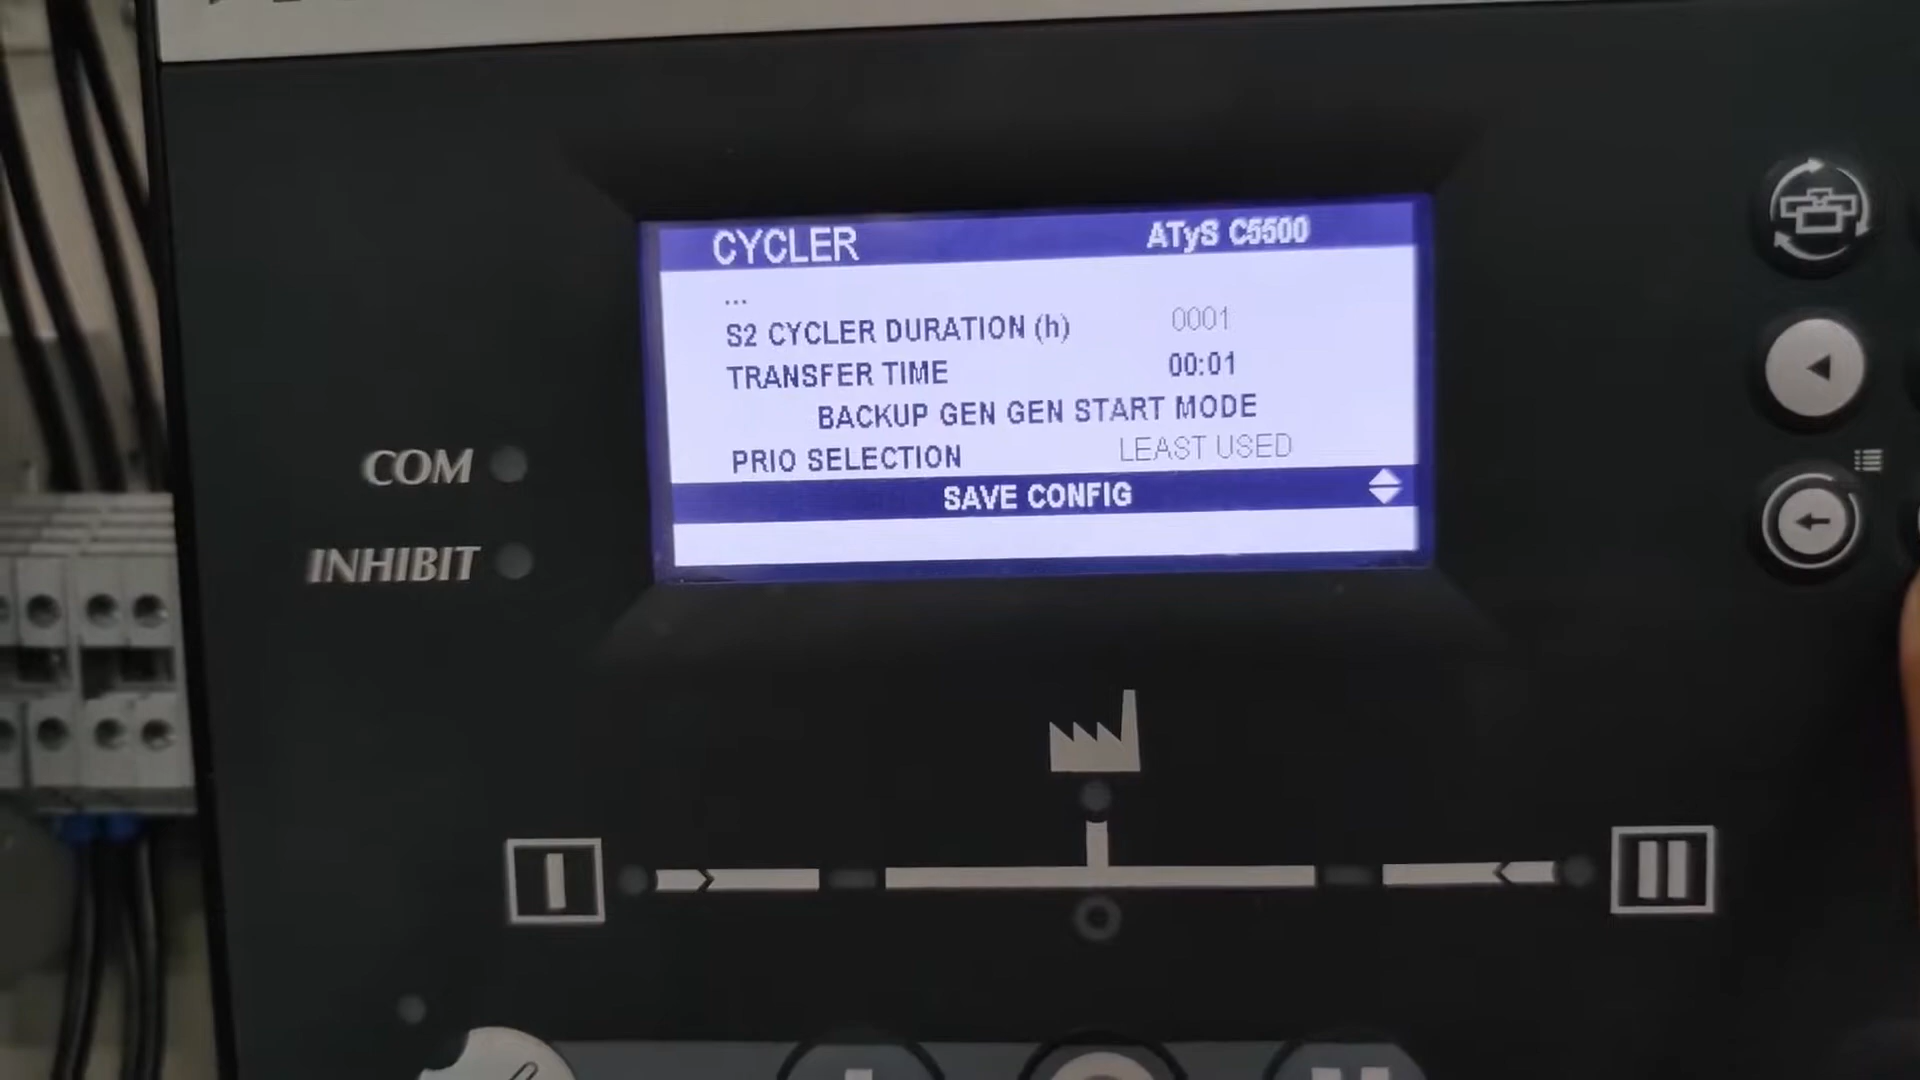 CYCLER ATyS C5500
...
S2 CYCLER DURATION (h) 0001
TRANSFER TIME 00:01
BACKUP GEN GEN START MODE
PRIO SELECTION LEAST USED
SAVE CONFIG
COM
INHIBIT
I II